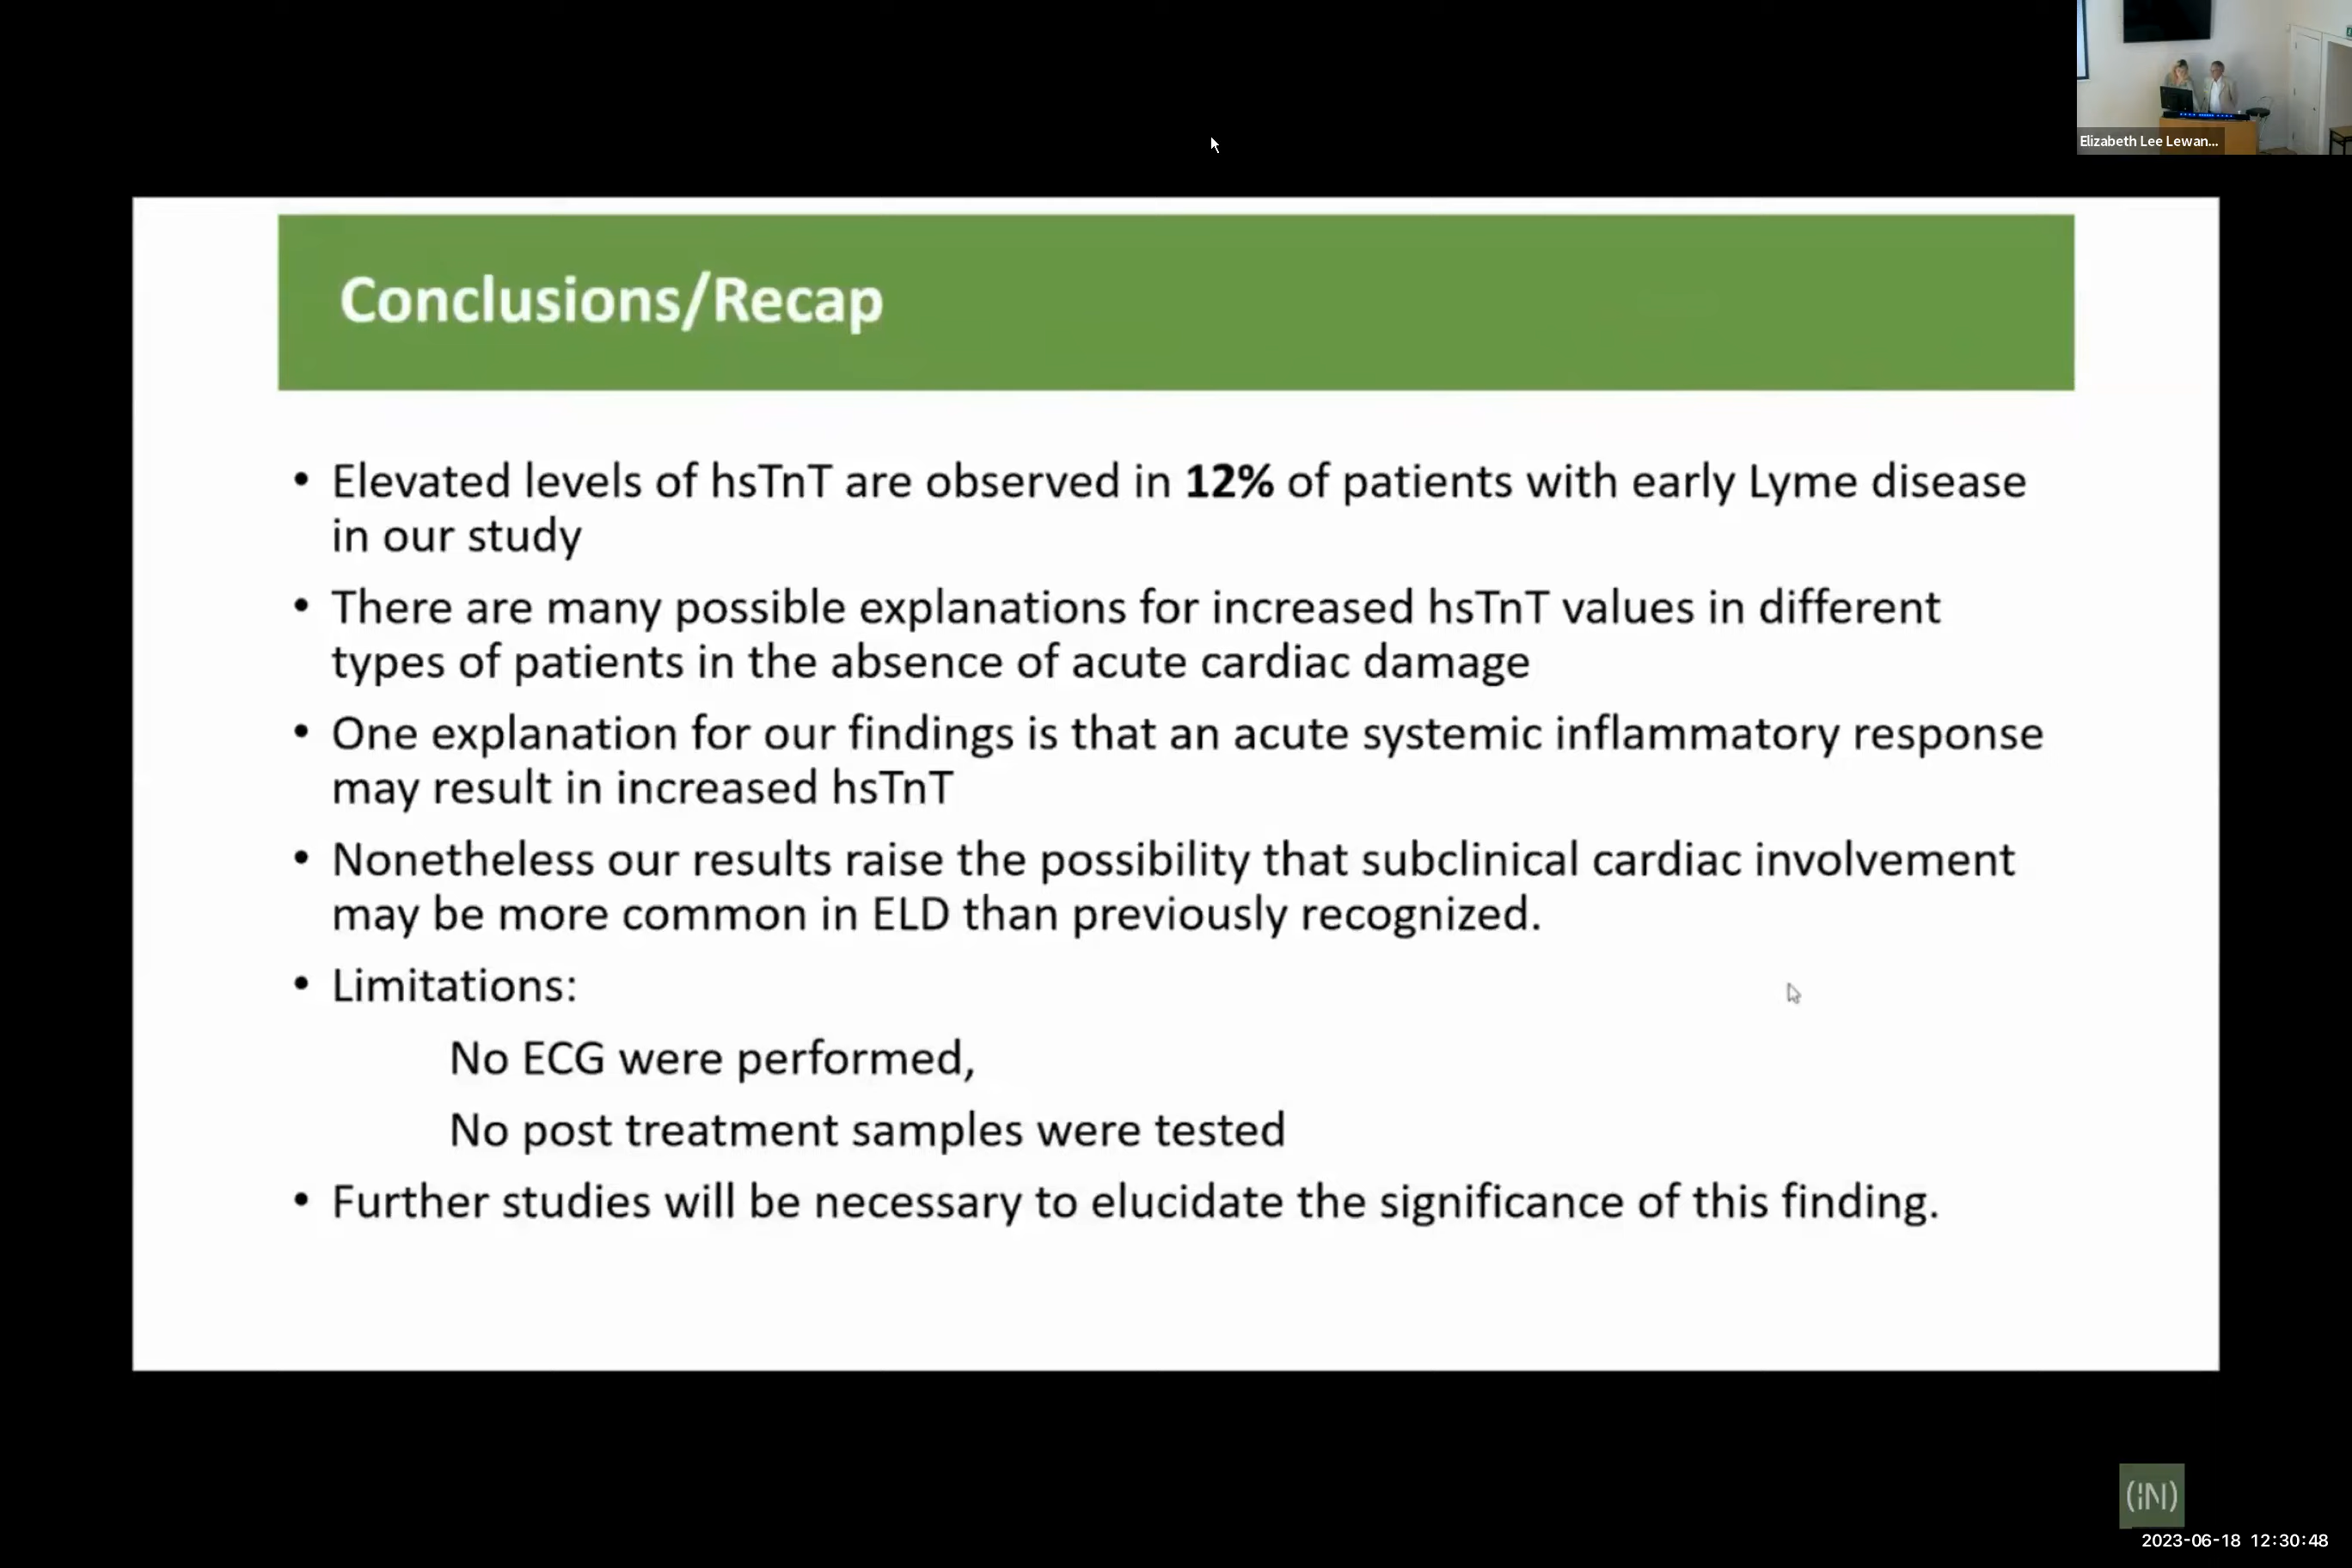 Elizabeth Lee Lewan...
Conclusions/Recap
• Elevated levels of hsTnT are observed in 12% of patients with early Lyme disease
in our study
• There are many possible explanations for increased hsTnT values in different
types of patients in the absence of acute cardiac damage
• One explanation for our findings is that an acute systemic inflammatory response
may result in increased hsTnT
• Nonetheless our results raise the possibility that subclinical cardiac involvement
may be more common in ELD than previously recognized.
• Limitations:
No ECG were performed,
No post treatment samples were tested
• Further studies will be necessary to elucidate the significance of this finding.
(IN)
2023-06-18 12:30:48